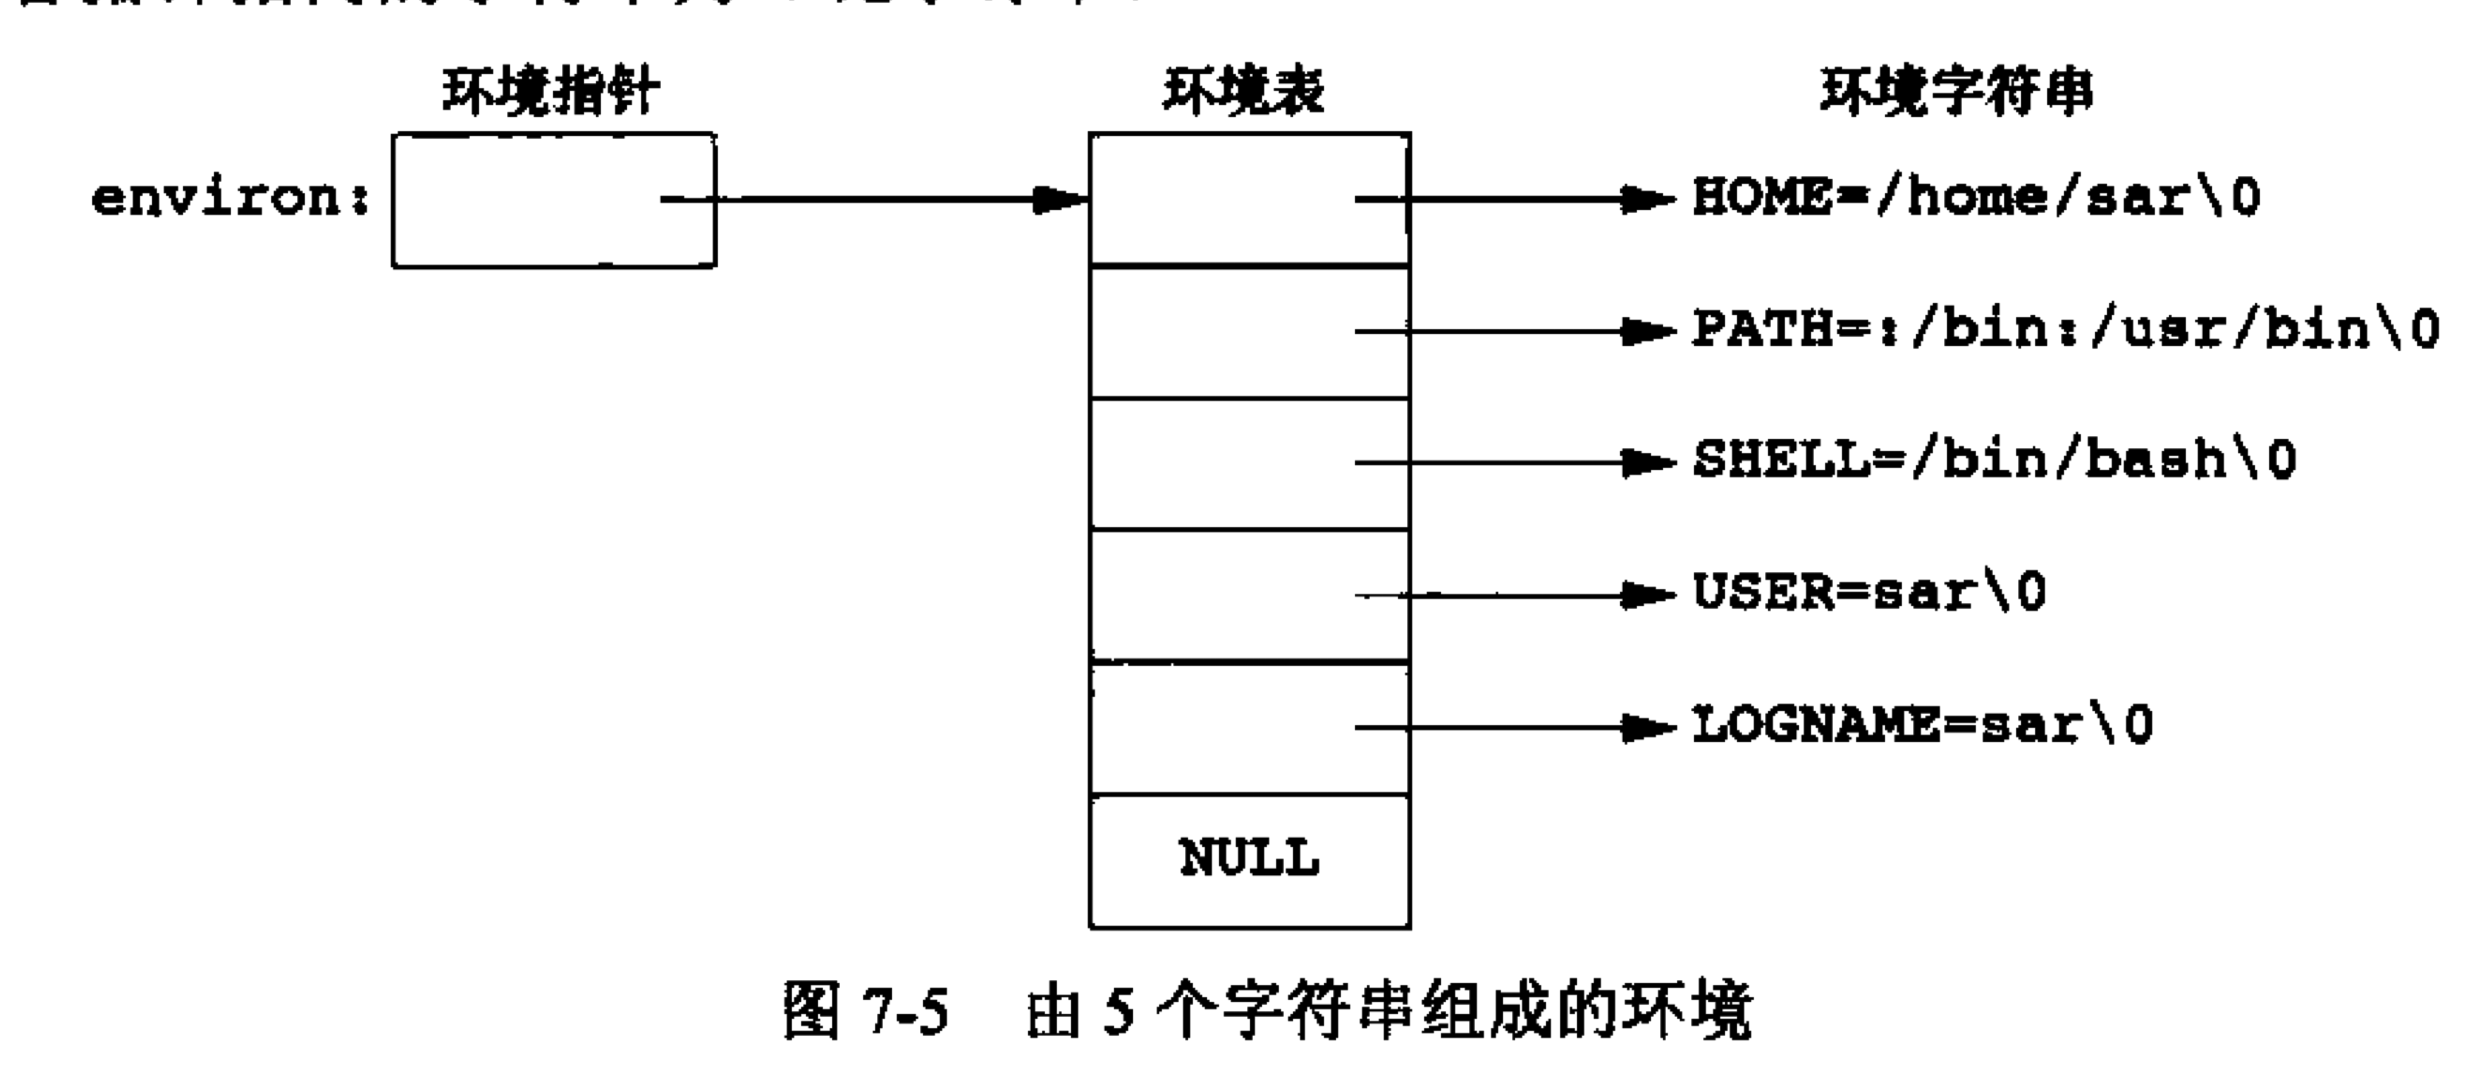 环境指针 环境表 环境字符串
environ: HOME=/home/sar\0
PATH=:/bin:/usr/bin\0
SHELL=/bin/bash\0
USER=sar\0
LOGNAME=sar\0
NULL
图 7-5 由 5 个字符串组成的环境